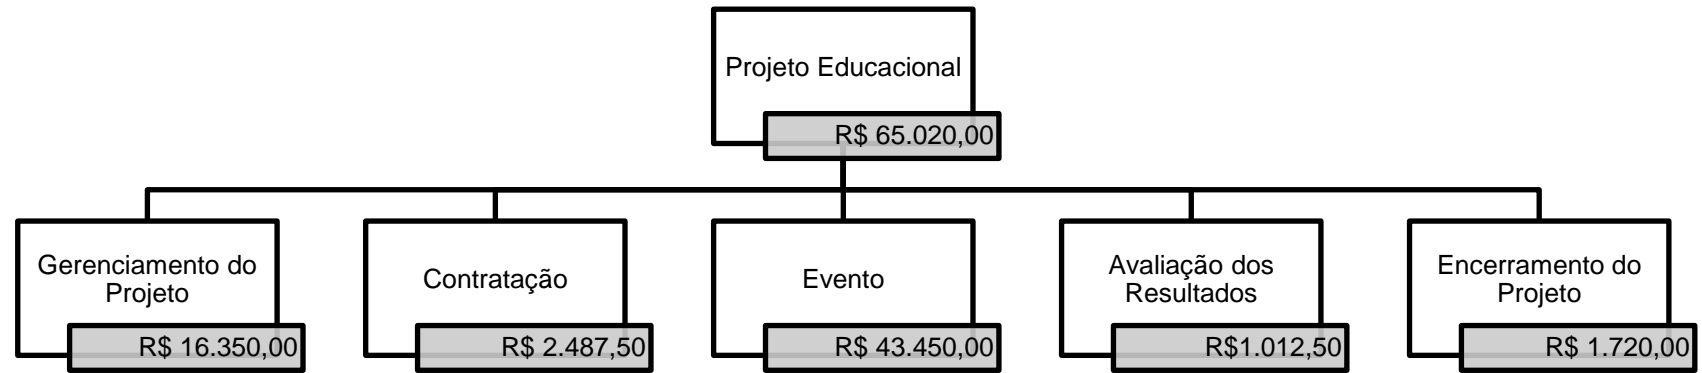 Projeto Educacional
R$ 65.020,00
Gerenciamento do
Projeto
R$ 16.350,00
Contratação
R$ 2.487,50
Evento
R$ 43.450,00
Avaliação dos
Resultados
R$1.012,50
Encerramento do
Projeto
R$ 1.720,00